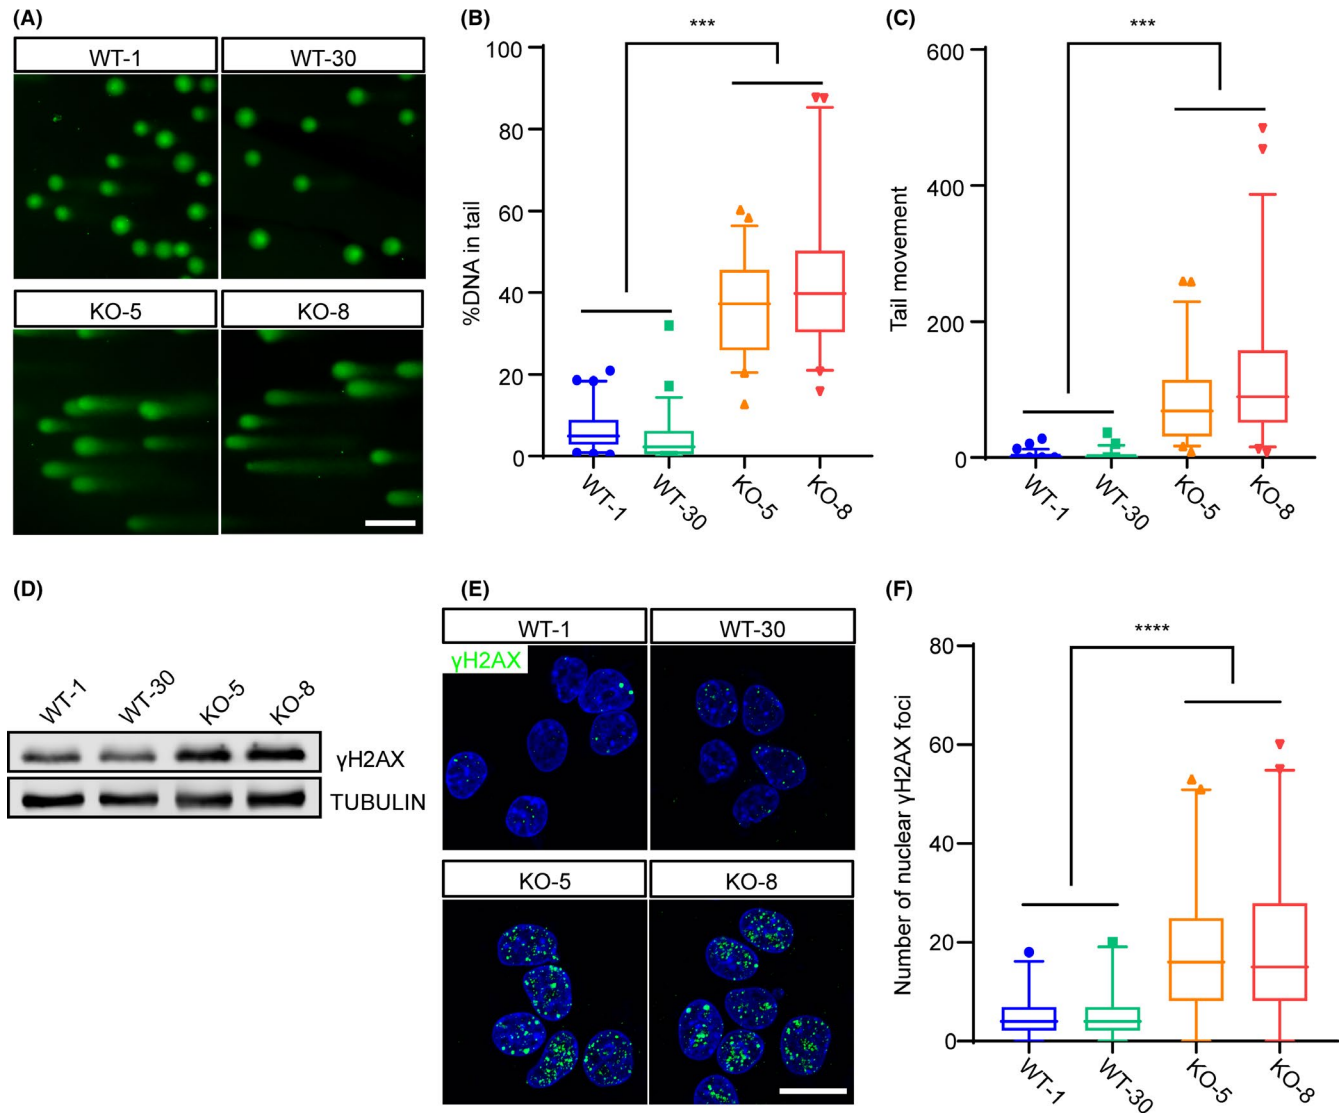 (A)
WT-1
WT-30
KO-5
KO-8
(B)
***
100
80
60
40
20
0
%DNA in tail
WT-1
WT-30
KO-5
KO-8
(C)
***
600
400
200
0
Tail movement
WT-1
WT-30
KO-5
KO-8
(D)
WT-1
WT-30
KO-5
KO-8
γH2AX
TUBULIN
(E)
WT-1
WT-30
γH2AX
KO-5
KO-8
(F)
****
80
60
40
20
0
Number of nuclear γH2AX foci
WT-1
WT-30
KO-5
KO-8